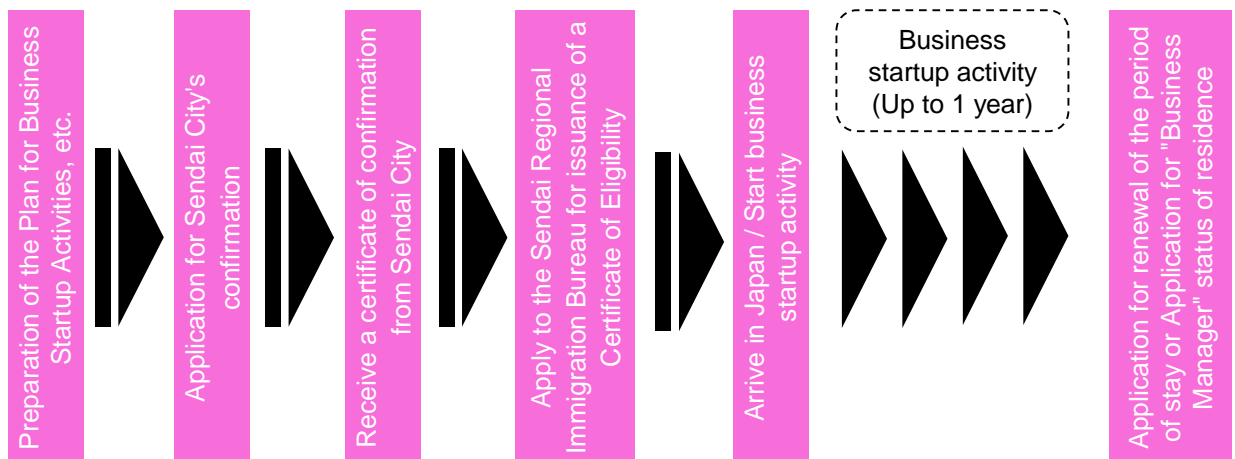 Preparation of the Plan for Business
Startup Activities, etc.
Application for Sendai City's
confirmation
Receive a certificate of confirmation
from Sendai City
Apply to the Sendai Regional
Immigration Bureau for issuance of a
Certificate of Eligibility
Arrive in Japan / Start business
startup activity
Business
startup activity
(Up to 1 year)
Application for renewal of the period
of stay or Application for "Business
Manager" status of residence